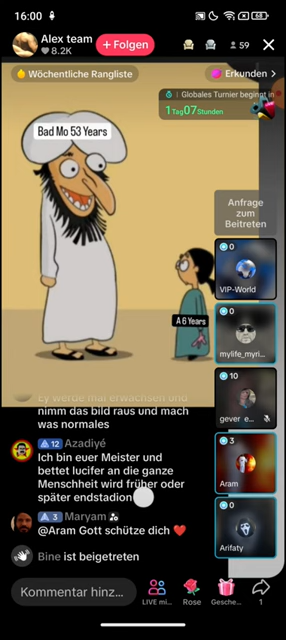 16:00
68
Alex team
8.2K
+ Folgen
59
Wöchentliche Rangliste
Erkunden >
Globales Turnier beginnt in
1Tag07Stunden
Bad Mo 53 Years
Anfrage
zum
Beitreten
0
VIP-World
A 6 Years
0
mylife_myri...
10
gever e...
Ey werde mal erwachsen und
nimm das bild raus und mach
was normales
3
Aram
12 Azadiyé
Ich bin euer Meister und
bettet lucifer an die ganze
Menschheit wird früher oder
später endstadion
0
Arifaty
3 Maryam
@Aram Gott schütze dich ❤️
Bine ist beigetreten
Kommentar hinz...
LIVE mi...
Rose
Gesche...
1